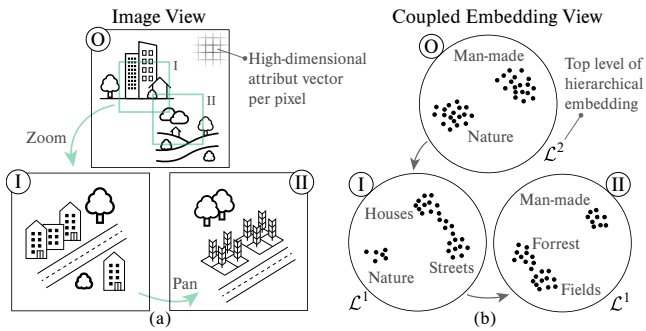 Image View
O
I
II
High-dimensional
attribut vector
per pixel
Zoom
I
II
Pan
(a)
Coupled Embedding View
O
Man-made
Nature
Top level of
hierarchical
embedding
ℒ²
I
Houses
Nature
Streets
ℒ¹
II
Man-made
Forrest
Fields
ℒ¹
(b)